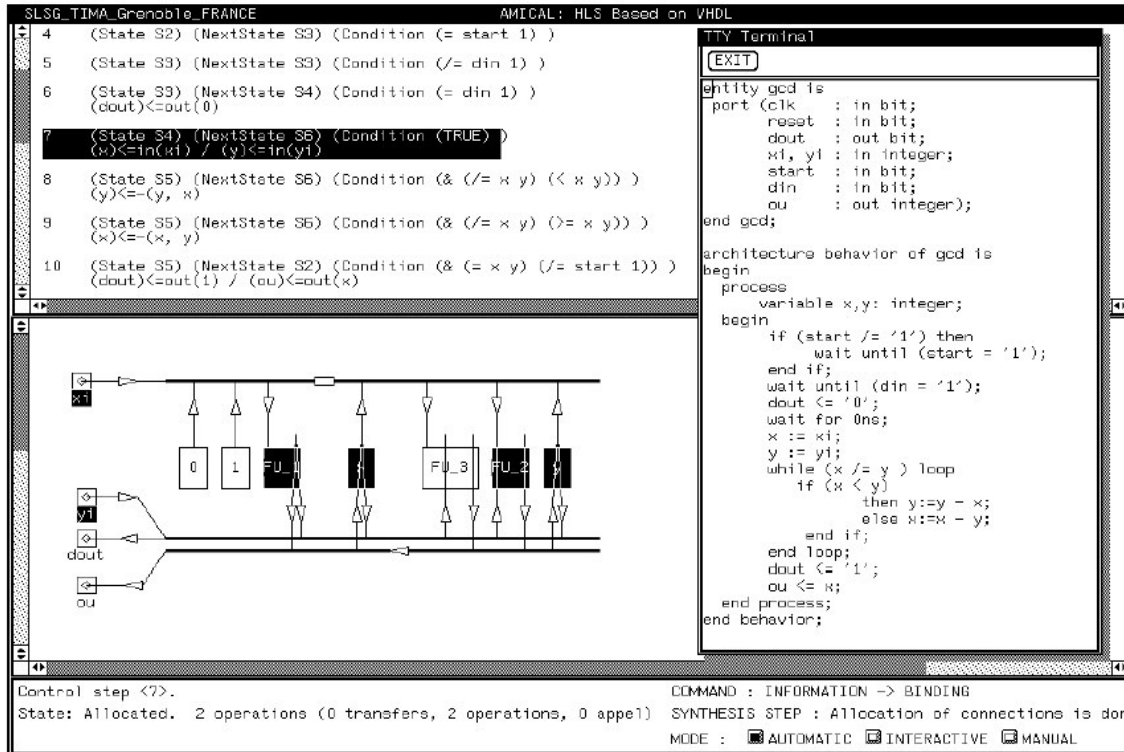 SLSG_TIMA_Grenoble_FRANCE AMICAL: HLS Based on VHDL
4 (State S2) (NextState S3) (Condition (= start 1) )
5 (State S3) (NextState S3) (Condition (/= din 1) )
6 (State S3) (NextState S4) (Condition (= din 1) )
(dout)<=out(0)
7 (State S4) (NextState S6) (Condition (TRUE) )
(x)<=in(xi) / (y)<=in(yi)
8 (State S5) (NextState S6) (Condition (& (/= x y) (< x y)) )
(y)<=-(y, x)
9 (State S5) (NextState S6) (Condition (& (/= x y) (>= x y)) )
(x)<=-(x, y)
10 (State S5) (NextState S2) (Condition (& (= x y) (/= start 1)) )
(dout)<=out(1) / (ou)<=out(x)
TTY Terminal
EXIT
entity gcd is
port (clk : in bit;
reset : in bit;
dout : out bit;
xi, yi : in integer;
start : in bit;
din : in bit;
ou : out integer);
end gcd;
architecture behavior of gcd is
begin
process
variable x,y: integer;
begin
if (start /= '1') then
wait until (start = '1');
end if;
wait until (din = '1');
dout <= '0';
wait for 0ns;
x := xi;
y := yi;
while (x /= y ) loop
if (x < y)
then y:=y - x;
else x:=x - y;
end if;
end loop;
dout <= '1';
ou <= x;
end process;
end behavior;
xi
0 1 FU_1 x FU_3 FU_2 y
yi
dout
ou
Control step <7>.
State: Allocated. 2 operations (0 transfers, 2 operations, 0 appel)
COMMAND : INFORMATION -> BINDING
SYNTHESIS STEP : Allocation of connections is don
MODE : AUTOMATIC INTERACTIVE MANUAL